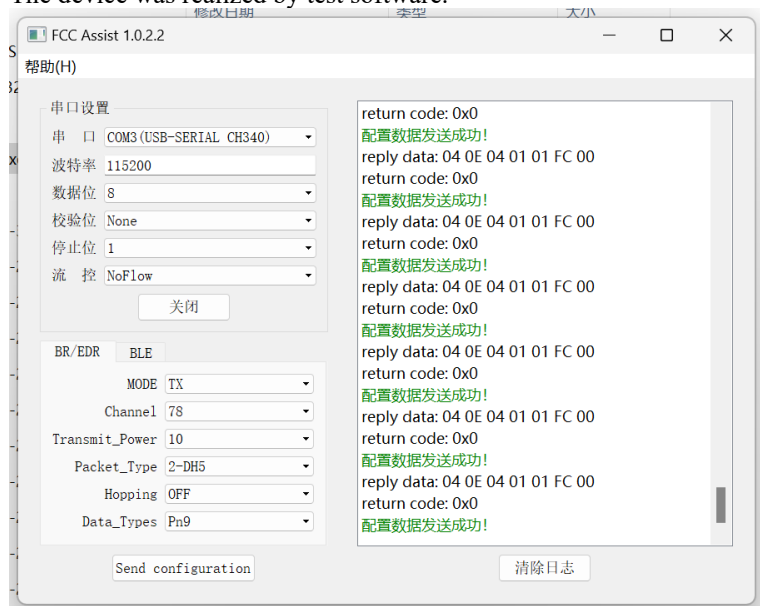 The device was realized by test software.
修改日期 类型 大小
FCC Assist 1.0.2.2
帮助(H)
串口设置
串 口 COM3(USB-SERIAL CH340)
波特率 115200
数据位 8
校验位 None
停止位 1
流 控 NoFlow
关闭
BR/EDR BLE
MODE TX
Channel 78
Transmit_Power 10
Packet_Type 2-DH5
Hopping OFF
Data_Types Pn9
Send configuration
return code: 0x0
配置数据发送成功!
reply data: 04 0E 04 01 01 FC 00
return code: 0x0
配置数据发送成功!
reply data: 04 0E 04 01 01 FC 00
return code: 0x0
配置数据发送成功!
reply data: 04 0E 04 01 01 FC 00
return code: 0x0
配置数据发送成功!
reply data: 04 0E 04 01 01 FC 00
return code: 0x0
配置数据发送成功!
reply data: 04 0E 04 01 01 FC 00
return code: 0x0
配置数据发送成功!
reply data: 04 0E 04 01 01 FC 00
return code: 0x0
配置数据发送成功!
清除日志